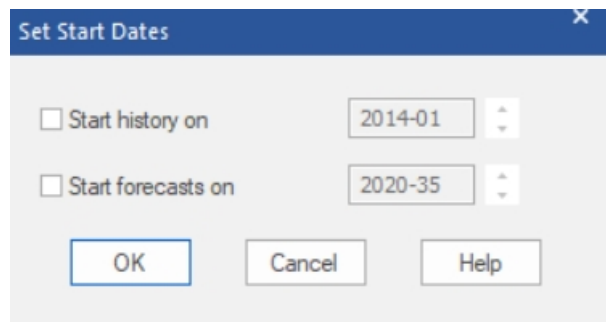 Set Start Dates
Start history on 2014-01
Start forecasts on 2020-35
OK Cancel Help